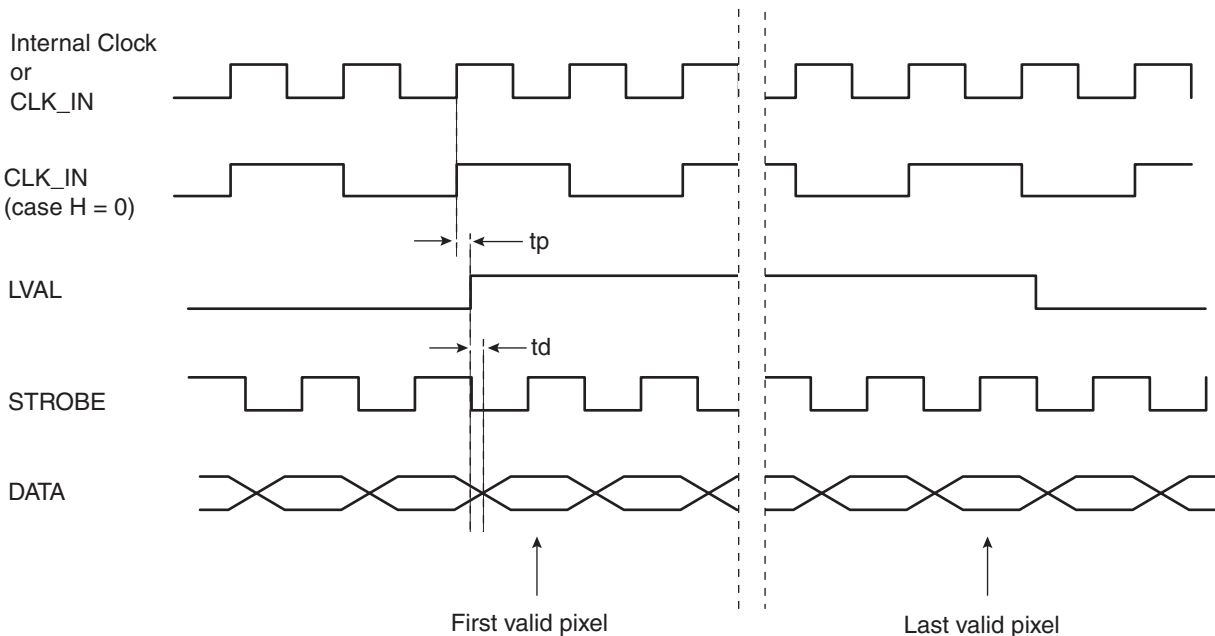 Internal Clock
or
CLK_IN
CLK_IN
(case H = 0)
tp
LVAL
td
STROBE
DATA
First valid pixel
Last valid pixel